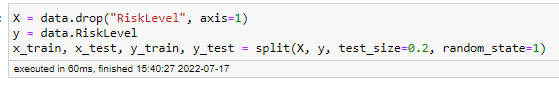 X = data.drop("RiskLevel", axis=1)
y = data.RiskLevel
x_train, x_test, y_train, y_test = split(X, y, test_size=0.2, random_state=1)
executed in 60ms, finished 15:40:27 2022-07-17